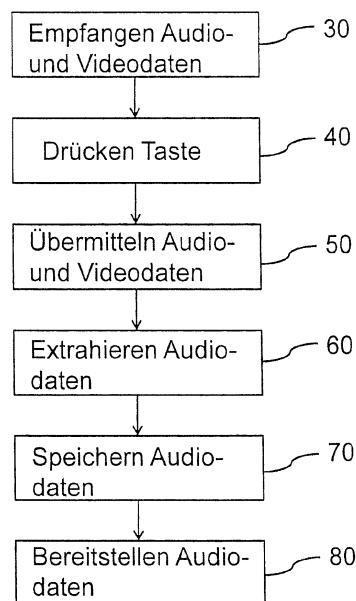 Empfangen Audio-
und Videodaten
30
Drücken Taste
40
Übermitteln Audio-
und Videodaten
50
Extrahieren Audio-
daten
60
Speichern Audio-
daten
70
Bereitstellen Audio-
daten
80